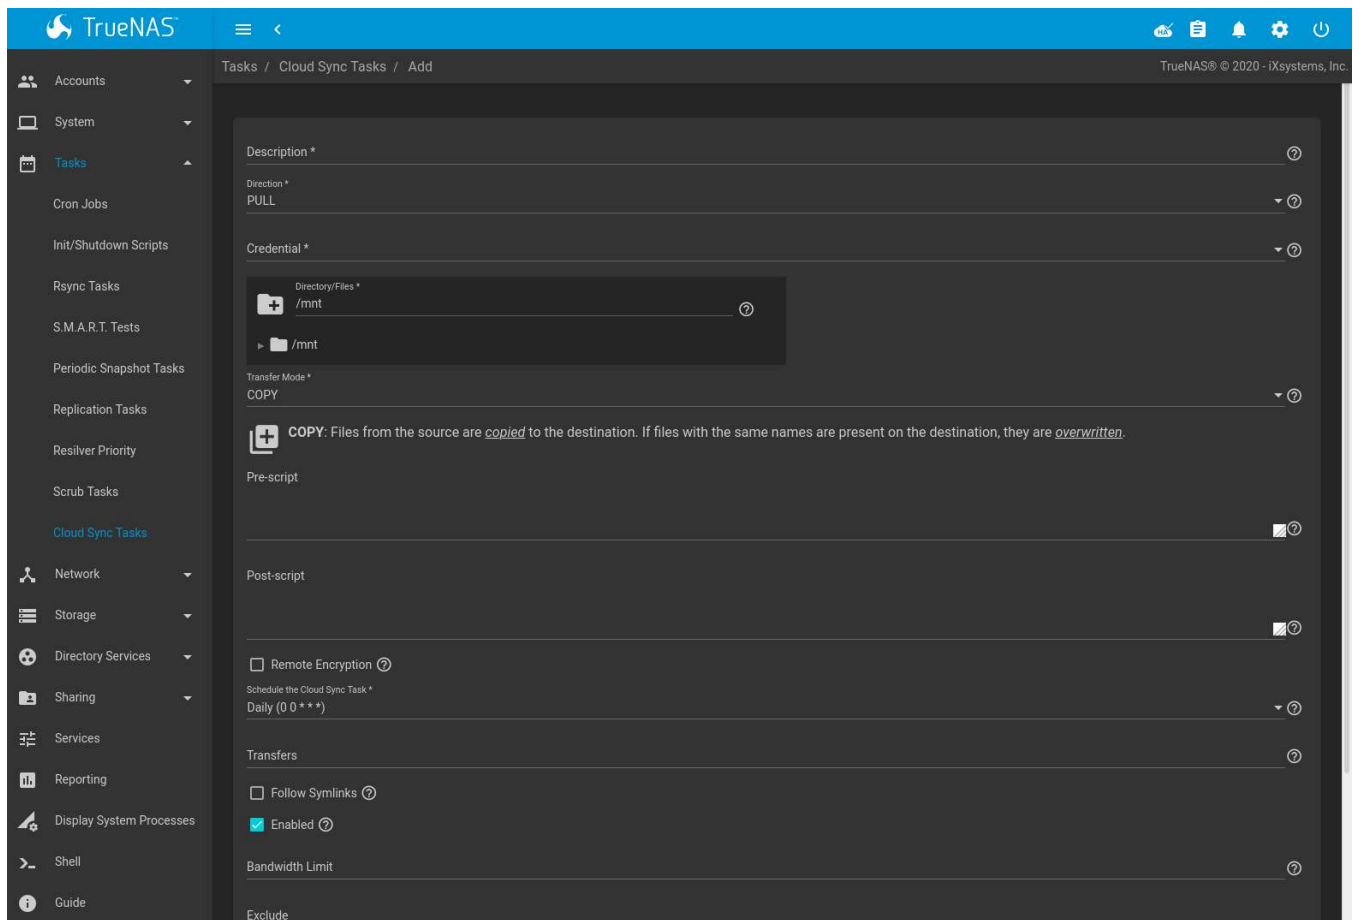 TrueNAS™
HA
Tasks / Cloud Sync Tasks / Add
TrueNAS® © 2020 - iXsystems, Inc.
Accounts
System
Tasks
Cron Jobs
Init/Shutdown Scripts
Rsync Tasks
S.M.A.R.T. Tests
Periodic Snapshot Tasks
Replication Tasks
Resilver Priority
Scrub Tasks
Cloud Sync Tasks
Network
Storage
Directory Services
Sharing
Services
Reporting
Display System Processes
Shell
Guide
Description *
Direction *
PULL
Credential *
Directory/Files *
/mnt
/mnt
Transfer Mode *
COPY
COPY: Files from the source are copied to the destination. If files with the same names are present on the destination, they are overwritten.
Pre-script
Post-script
Remote Encryption
Schedule the Cloud Sync Task *
Daily (0 0 * * *)
Transfers
Follow Symlinks
Enabled
Bandwidth Limit
Exclude